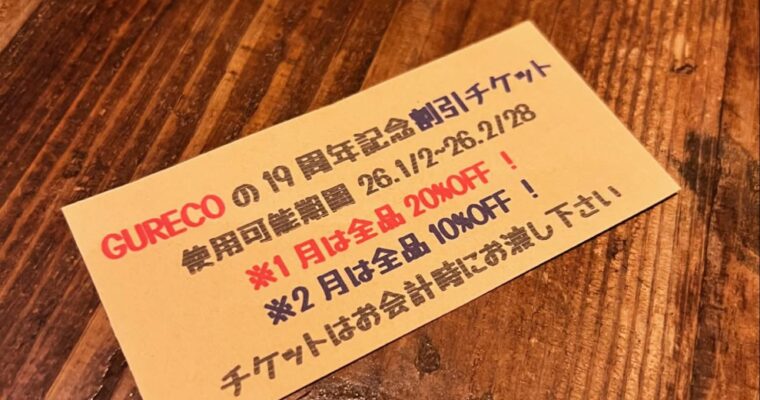 GURECOの19周年記念割引チケット
使用可能期間 26.1/2~26.2/28
※1月は全品20%OFF！
※2月は全品10%OFF！
チケットはお会計時にお渡し下さい